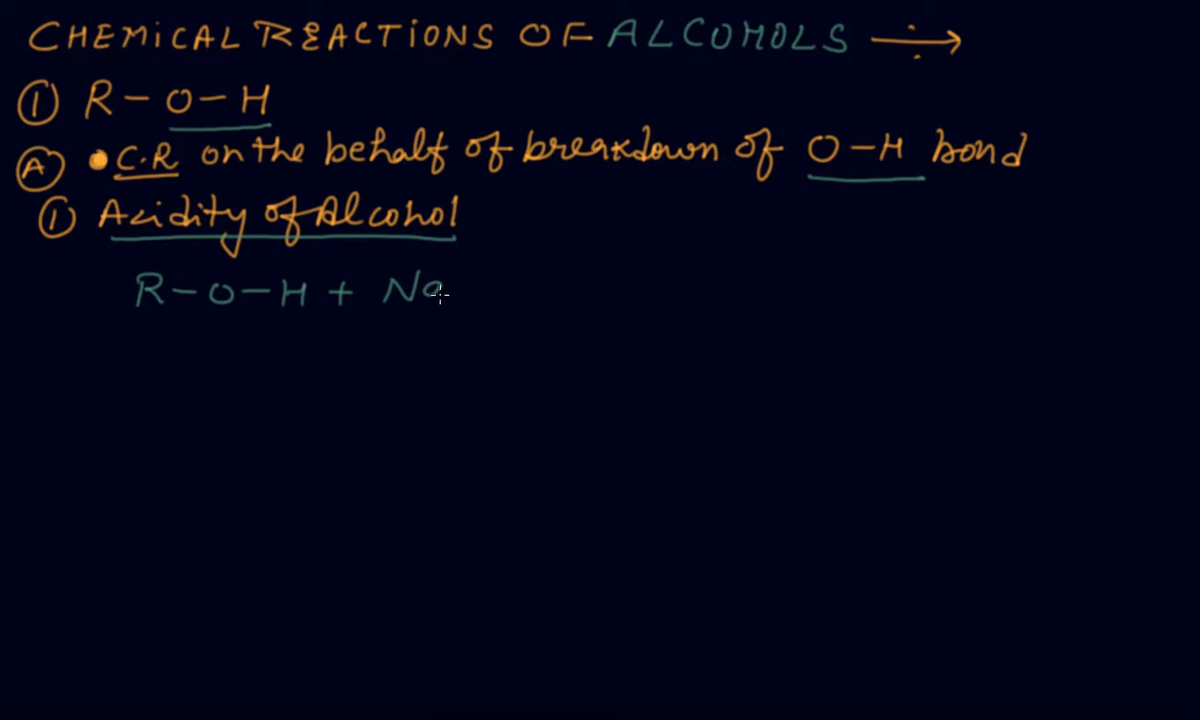 CHEMICAL REACTIONS OF ALCOHOLS ÷→
① R-O-H
Ⓐ • C.R on the behalf of breakdown of O-H bond
① Acidity of Alcohol
R-O-H + Na